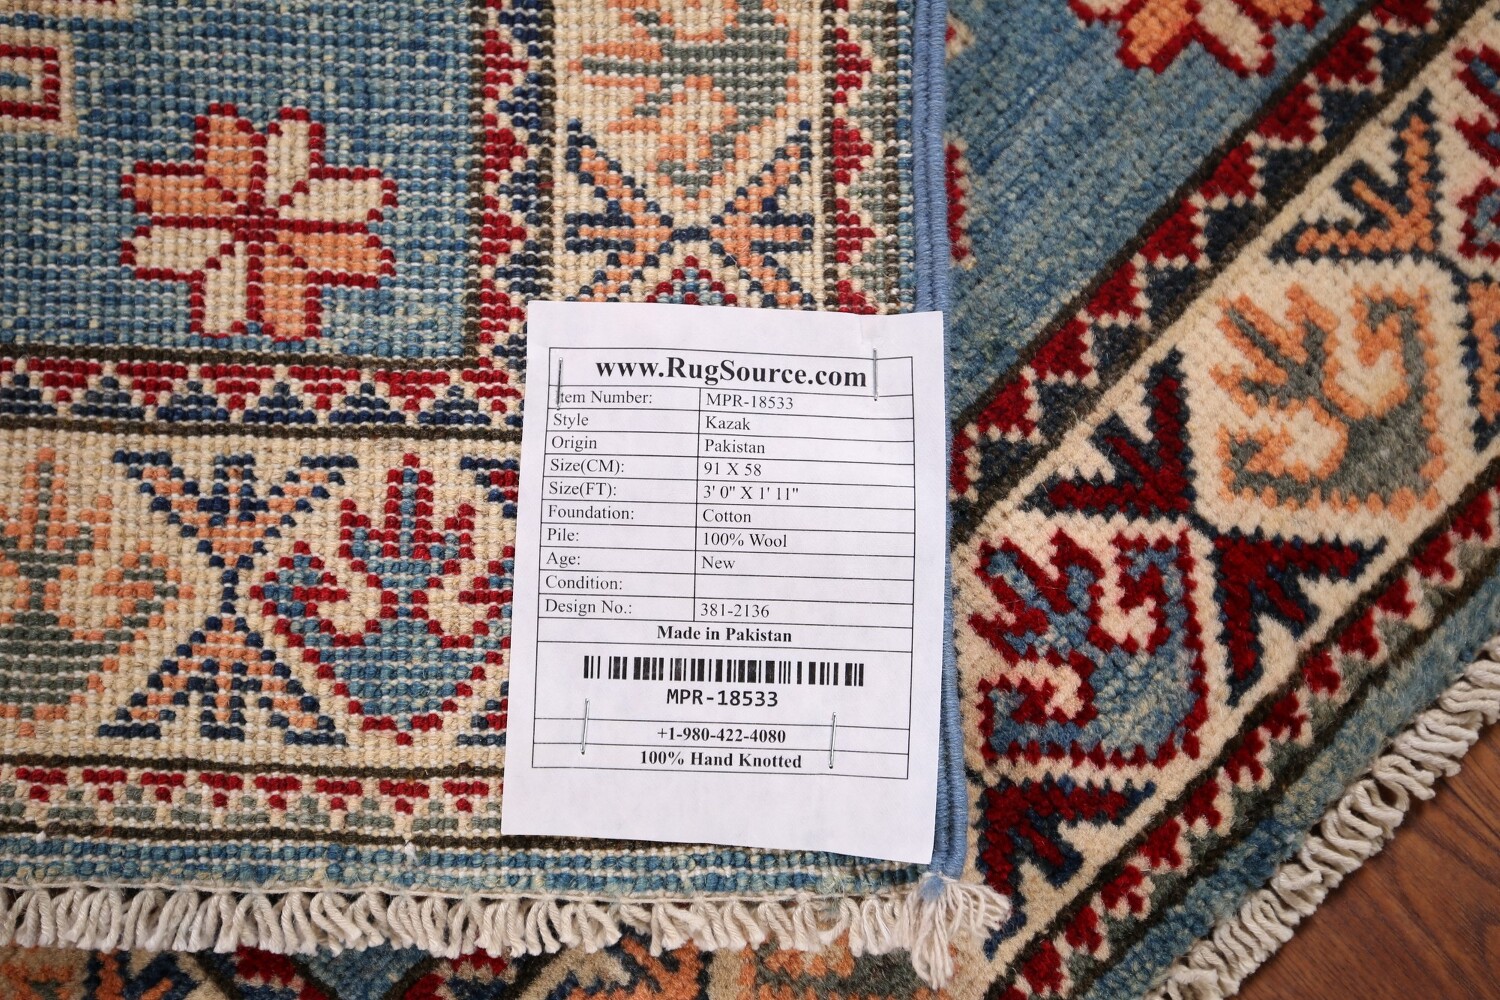 www.RugSource.com
Item Number: MPR-18533
Style Kazak
Origin Pakistan
Size(CM): 91 X 58
Size(FT): 3' 0" X 1' 11"
Foundation: Cotton
Pile: 100% Wool
Age: New
Condition:
Design No.: 381-2136
Made in Pakistan
MPR-18533
+1-980-422-4080
100% Hand Knotted